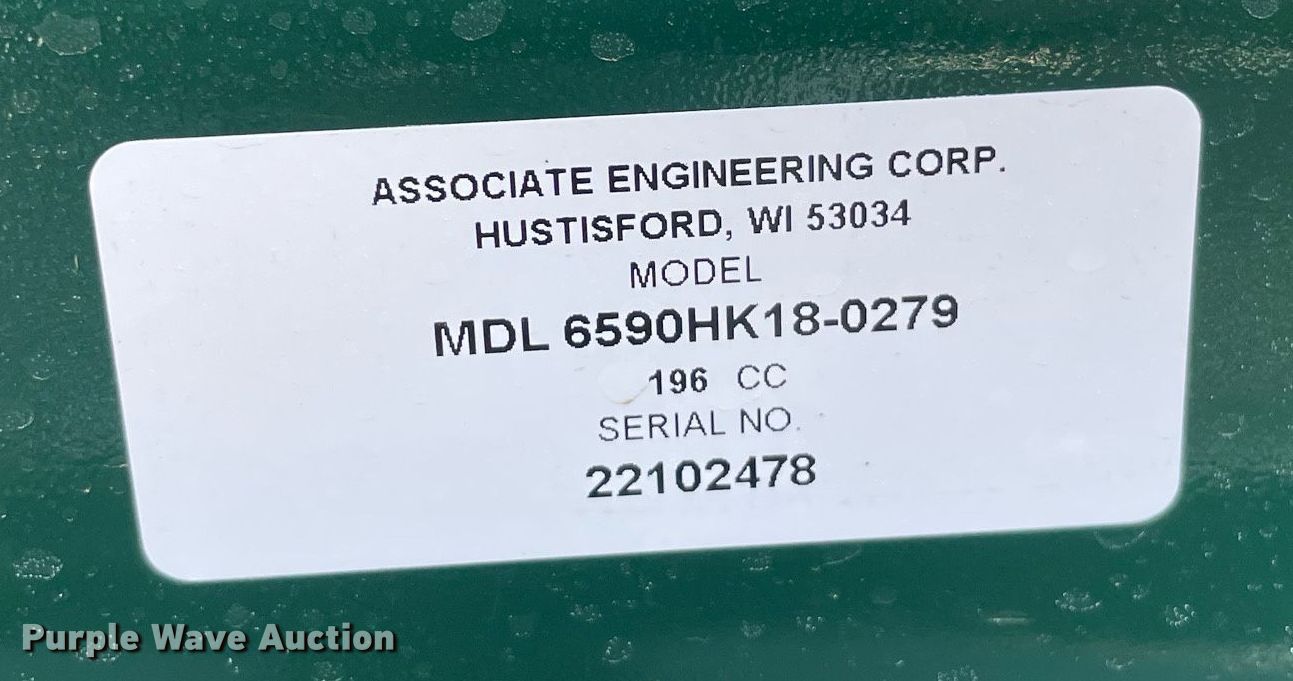 ASSOCIATE ENGINEERING CORP.
HUSTISFORD, WI 53034
MODEL
MDL 6590HK18-0279
196 CC
SERIAL NO.
22102478
Purple Wave Auction